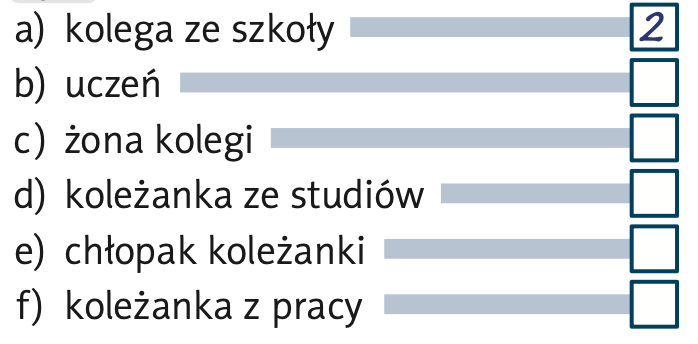 a) kolega ze szkoły 2
b) uczeń
c) żona kolegi
d) koleżanka ze studiów
e) chłopak koleżanki
f) koleżanka z pracy